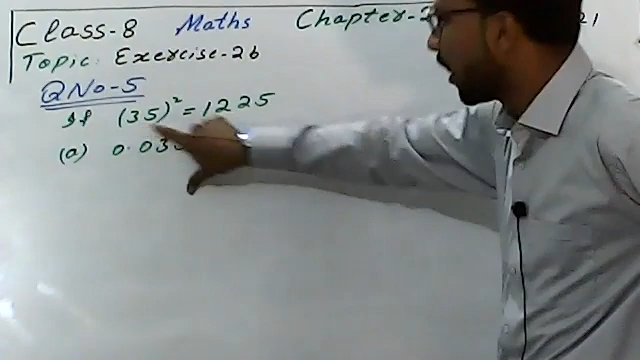 Class-8 Maths Chapter-2
Topic: Exercise-2b
QNo-5
If (35)² = 1225
(a) 0.03